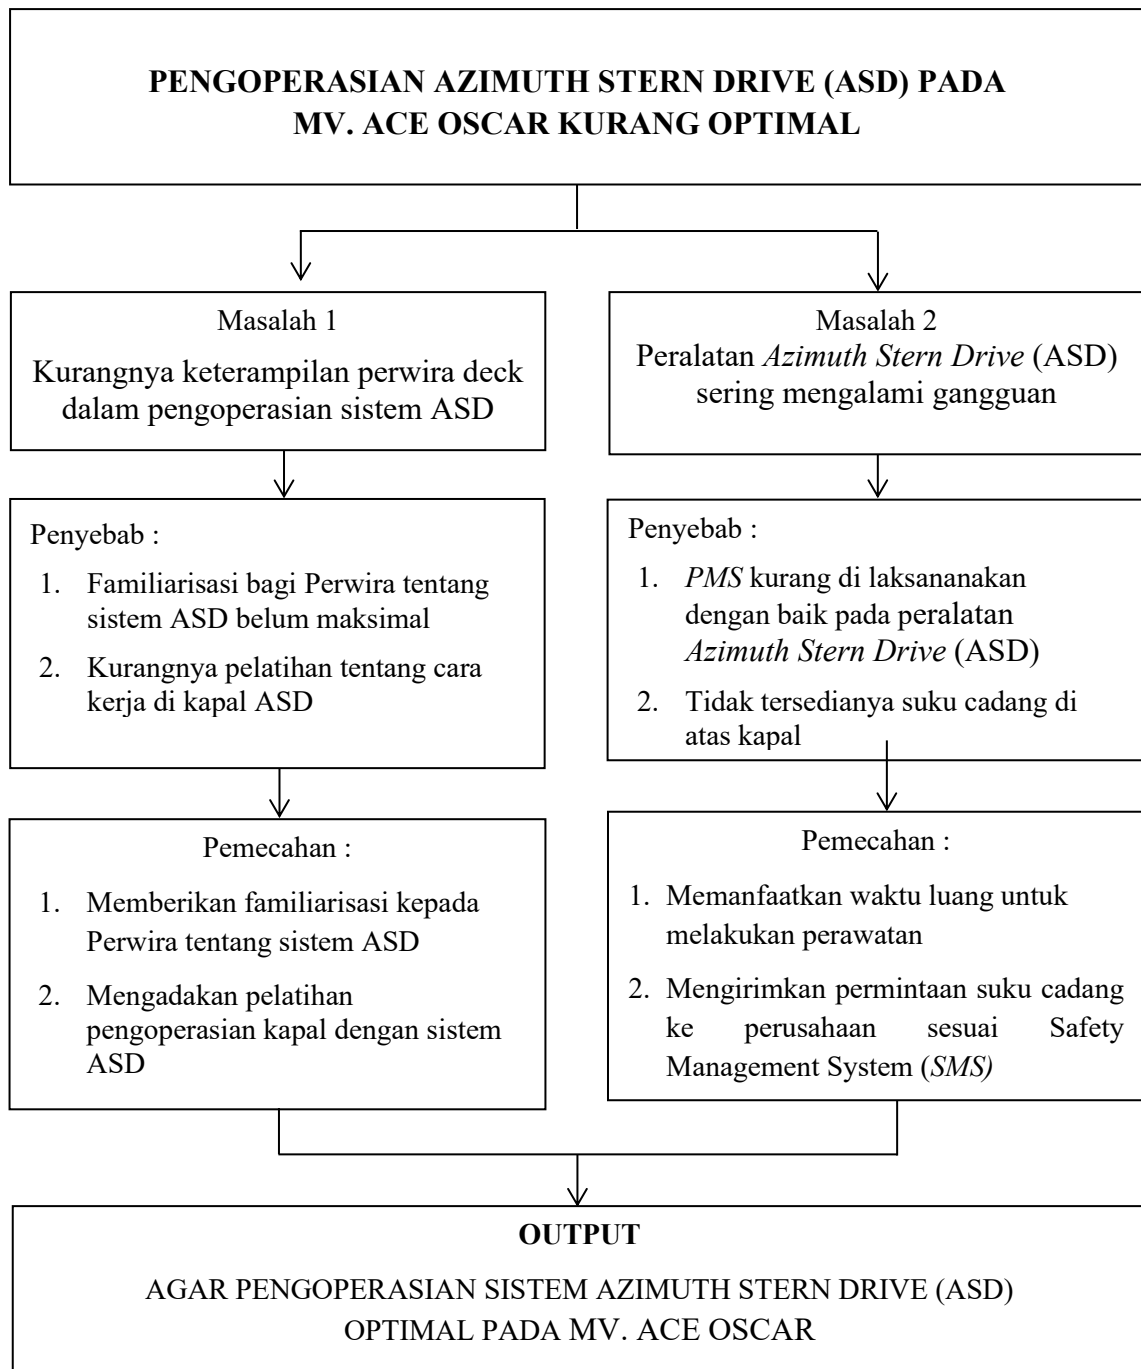 PENGOPERASIAN AZIMUTH STERN DRIVE (ASD) PADA
MV. ACE OSCAR KURANG OPTIMAL
Masalah 1
Kurangnya keterampilan perwira deck
dalam pengoperasian sistem ASD
Masalah 2
Peralatan Azimuth Stern Drive (ASD)
sering mengalami gangguan
Penyebab :
1. Familiarisasi bagi Perwira tentang
sistem ASD belum maksimal
2. Kurangnya pelatihan tentang cara
kerja di kapal ASD
Penyebab :
1. PMS kurang di laksananakan
dengan baik pada peralatan
Azimuth Stern Drive (ASD)
2. Tidak tersedianya suku cadang di
atas kapal
Pemecahan :
1. Memberikan familiarisasi kepada
Perwira tentang sistem ASD
2. Mengadakan pelatihan
pengoperasian kapal dengan sistem
ASD
Pemecahan :
1. Memanfaatkan waktu luang untuk
melakukan perawatan
2. Mengirimkan permintaan suku cadang
ke perusahaan sesuai Safety
Management System (SMS)
OUTPUT
AGAR PENGOPERASIAN SISTEM AZIMUTH STERN DRIVE (ASD)
OPTIMAL PADA MV. ACE OSCAR